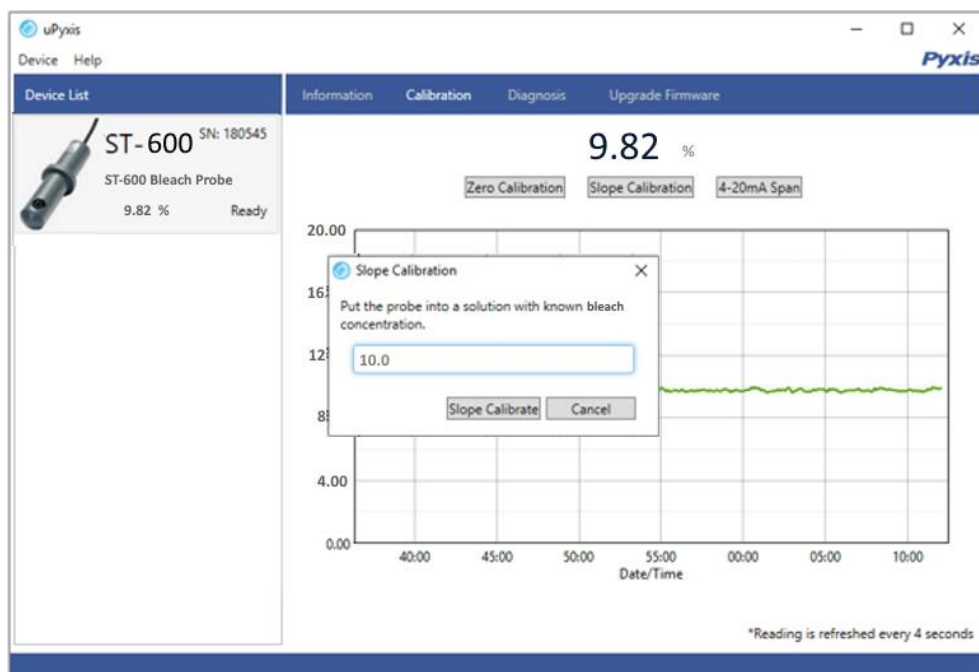 uPyxis
Device Help
Pyxis
Device List
Information Calibration Diagnosis Upgrade Firmware
ST-600 SN: 180545
ST-600 Bleach Probe
9.82 % Ready
9.82 %
Zero Calibration Slope Calibration 4-20mA Span
20.00
Slope Calibration
16
Put the probe into a solution with known bleach
concentration.
12
10.0
Slope Calibrate Cancel
8
4.00
0.00
40:00 45:00 50:00 55:00 00:00 05:00 10:00
Date/Time
*Reading is refreshed every 4 seconds